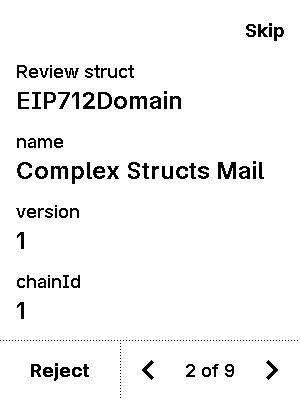 Skip
Review struct
EIP712Domain
name
Complex Structs Mail
version
1
chainId
1
Reject
2 of 9